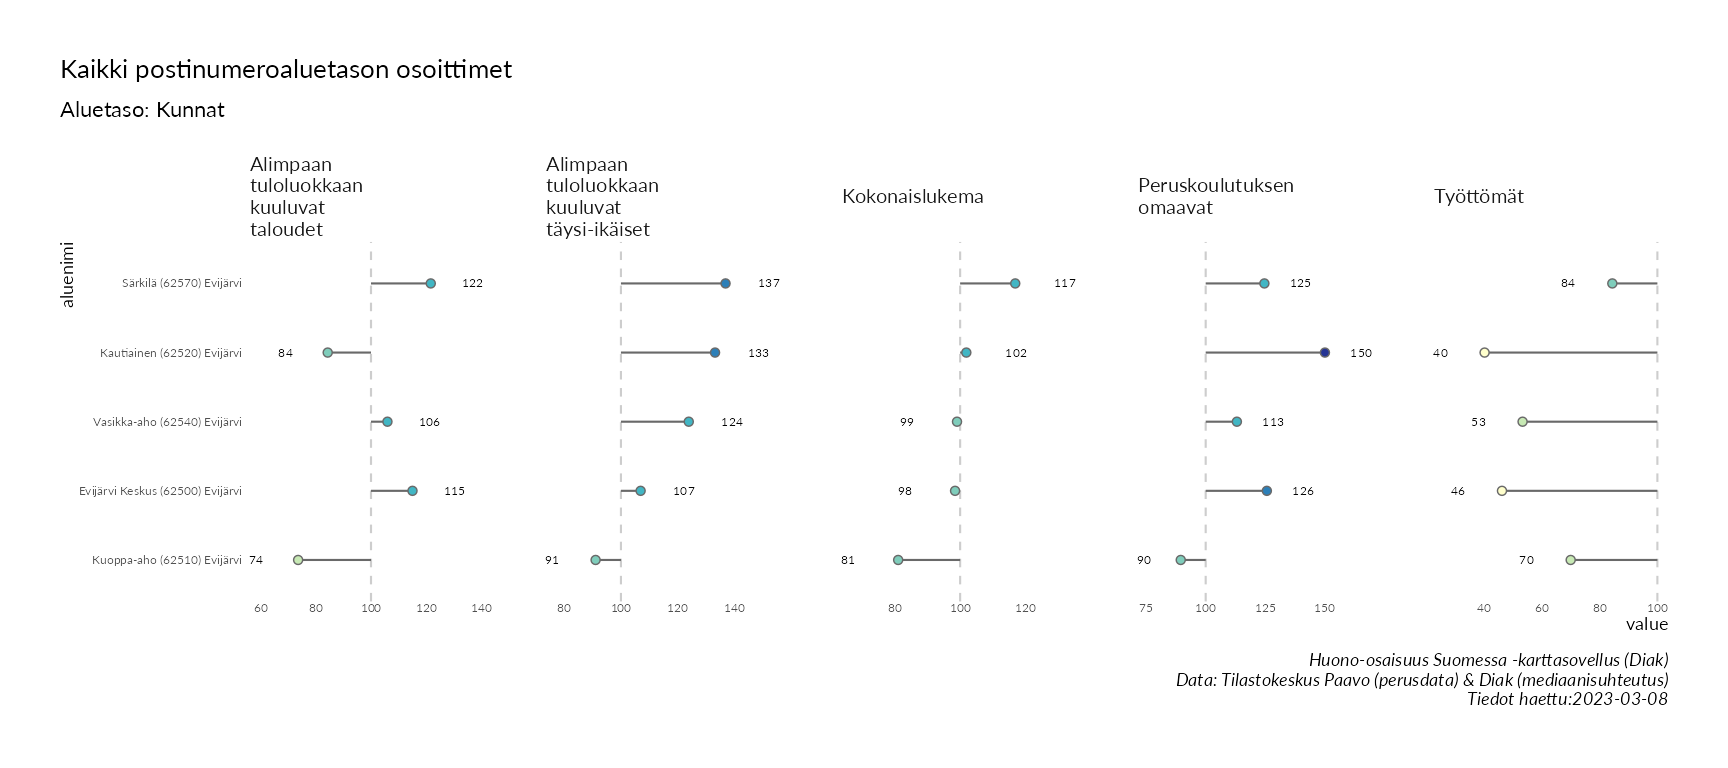 Kaikki postinumeroaluetason osoittimet
Aluetaso: Kunnat
Alimpaan
tuloluokkaan
kuuluvat
taloudet
Alimpaan
tuloluokkaan
kuuluvat
täysi-ikäiset
Kokonaislukema
Peruskoulutuksen
omaavat
Työttömät
aluenimi
Särkilä (62570) Evijärvi 122 137 117 125 84
Kautiainen (62520) Evijärvi 84 133 102 150 40
Vasikka-aho (62540) Evijärvi 106 124 99 113 53
Evijärvi Keskus (62500) Evijärvi 115 107 98 126 46
Kuoppa-aho (62510) Evijärvi 74 91 81 90 70
60 80 100 120 140 80 100 120 140 80 100 120 75 100 125 150 40 60 80 100
value
Huono-osaisuus Suomessa -karttasovellus (Diak)
Data: Tilastokeskus Paavo (perusdata) & Diak (mediaanisuhteutus)
Tiedot haettu:2023-03-08